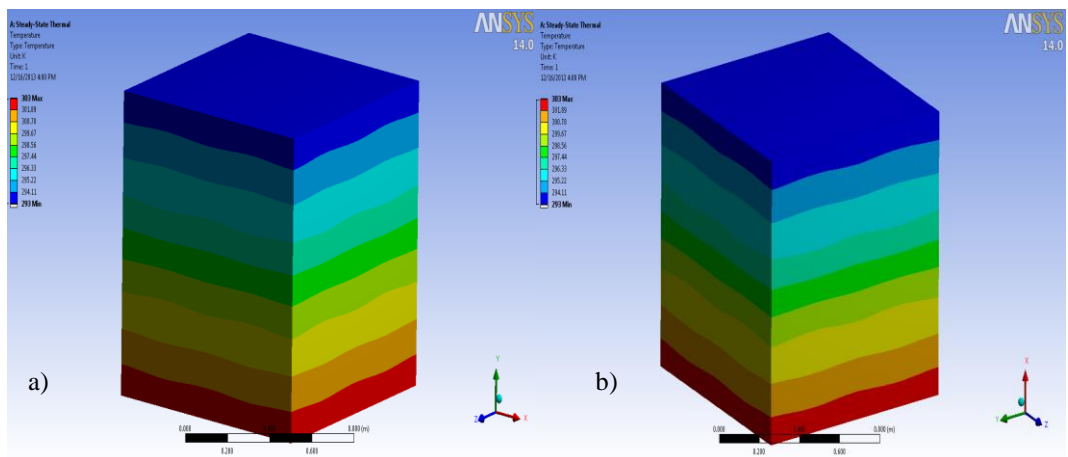 A: Steady-State Thermal
Temperature
Type: Temperature
Unit: K
Time: 1
12/16/2013 4:00 PM
303 Max
301.89
300.78
299.67
298.56
297.44
296.33
295.22
294.11
293 Min
ANSYS
14.0
a)
Y
Z
X
0.000
0.800 (m)
0.200
0.600
A: Steady-State Thermal
Temperature
Type: Temperature
Unit: K
Time: 1
12/16/2013 4:00 PM
303 Max
301.89
300.78
299.67
298.56
297.44
296.33
295.22
294.11
293 Min
ANSYS
14.0
b)
X
Y
Z
0.800 (m)
0.200
0.600